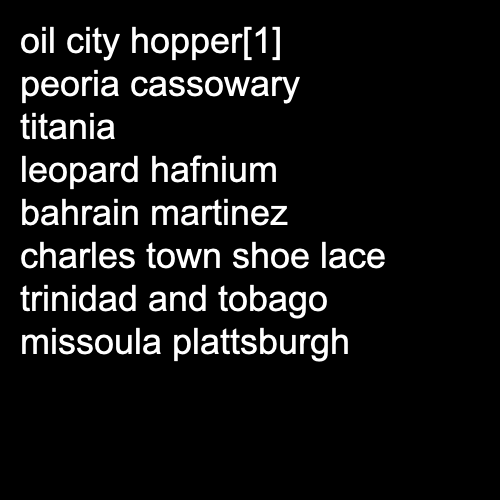 oil city hopper[1]
peoria cassowary
titania
leopard hafnium
bahrain martinez
charles town shoe lace
trinidad and tobago
missoula plattsburgh